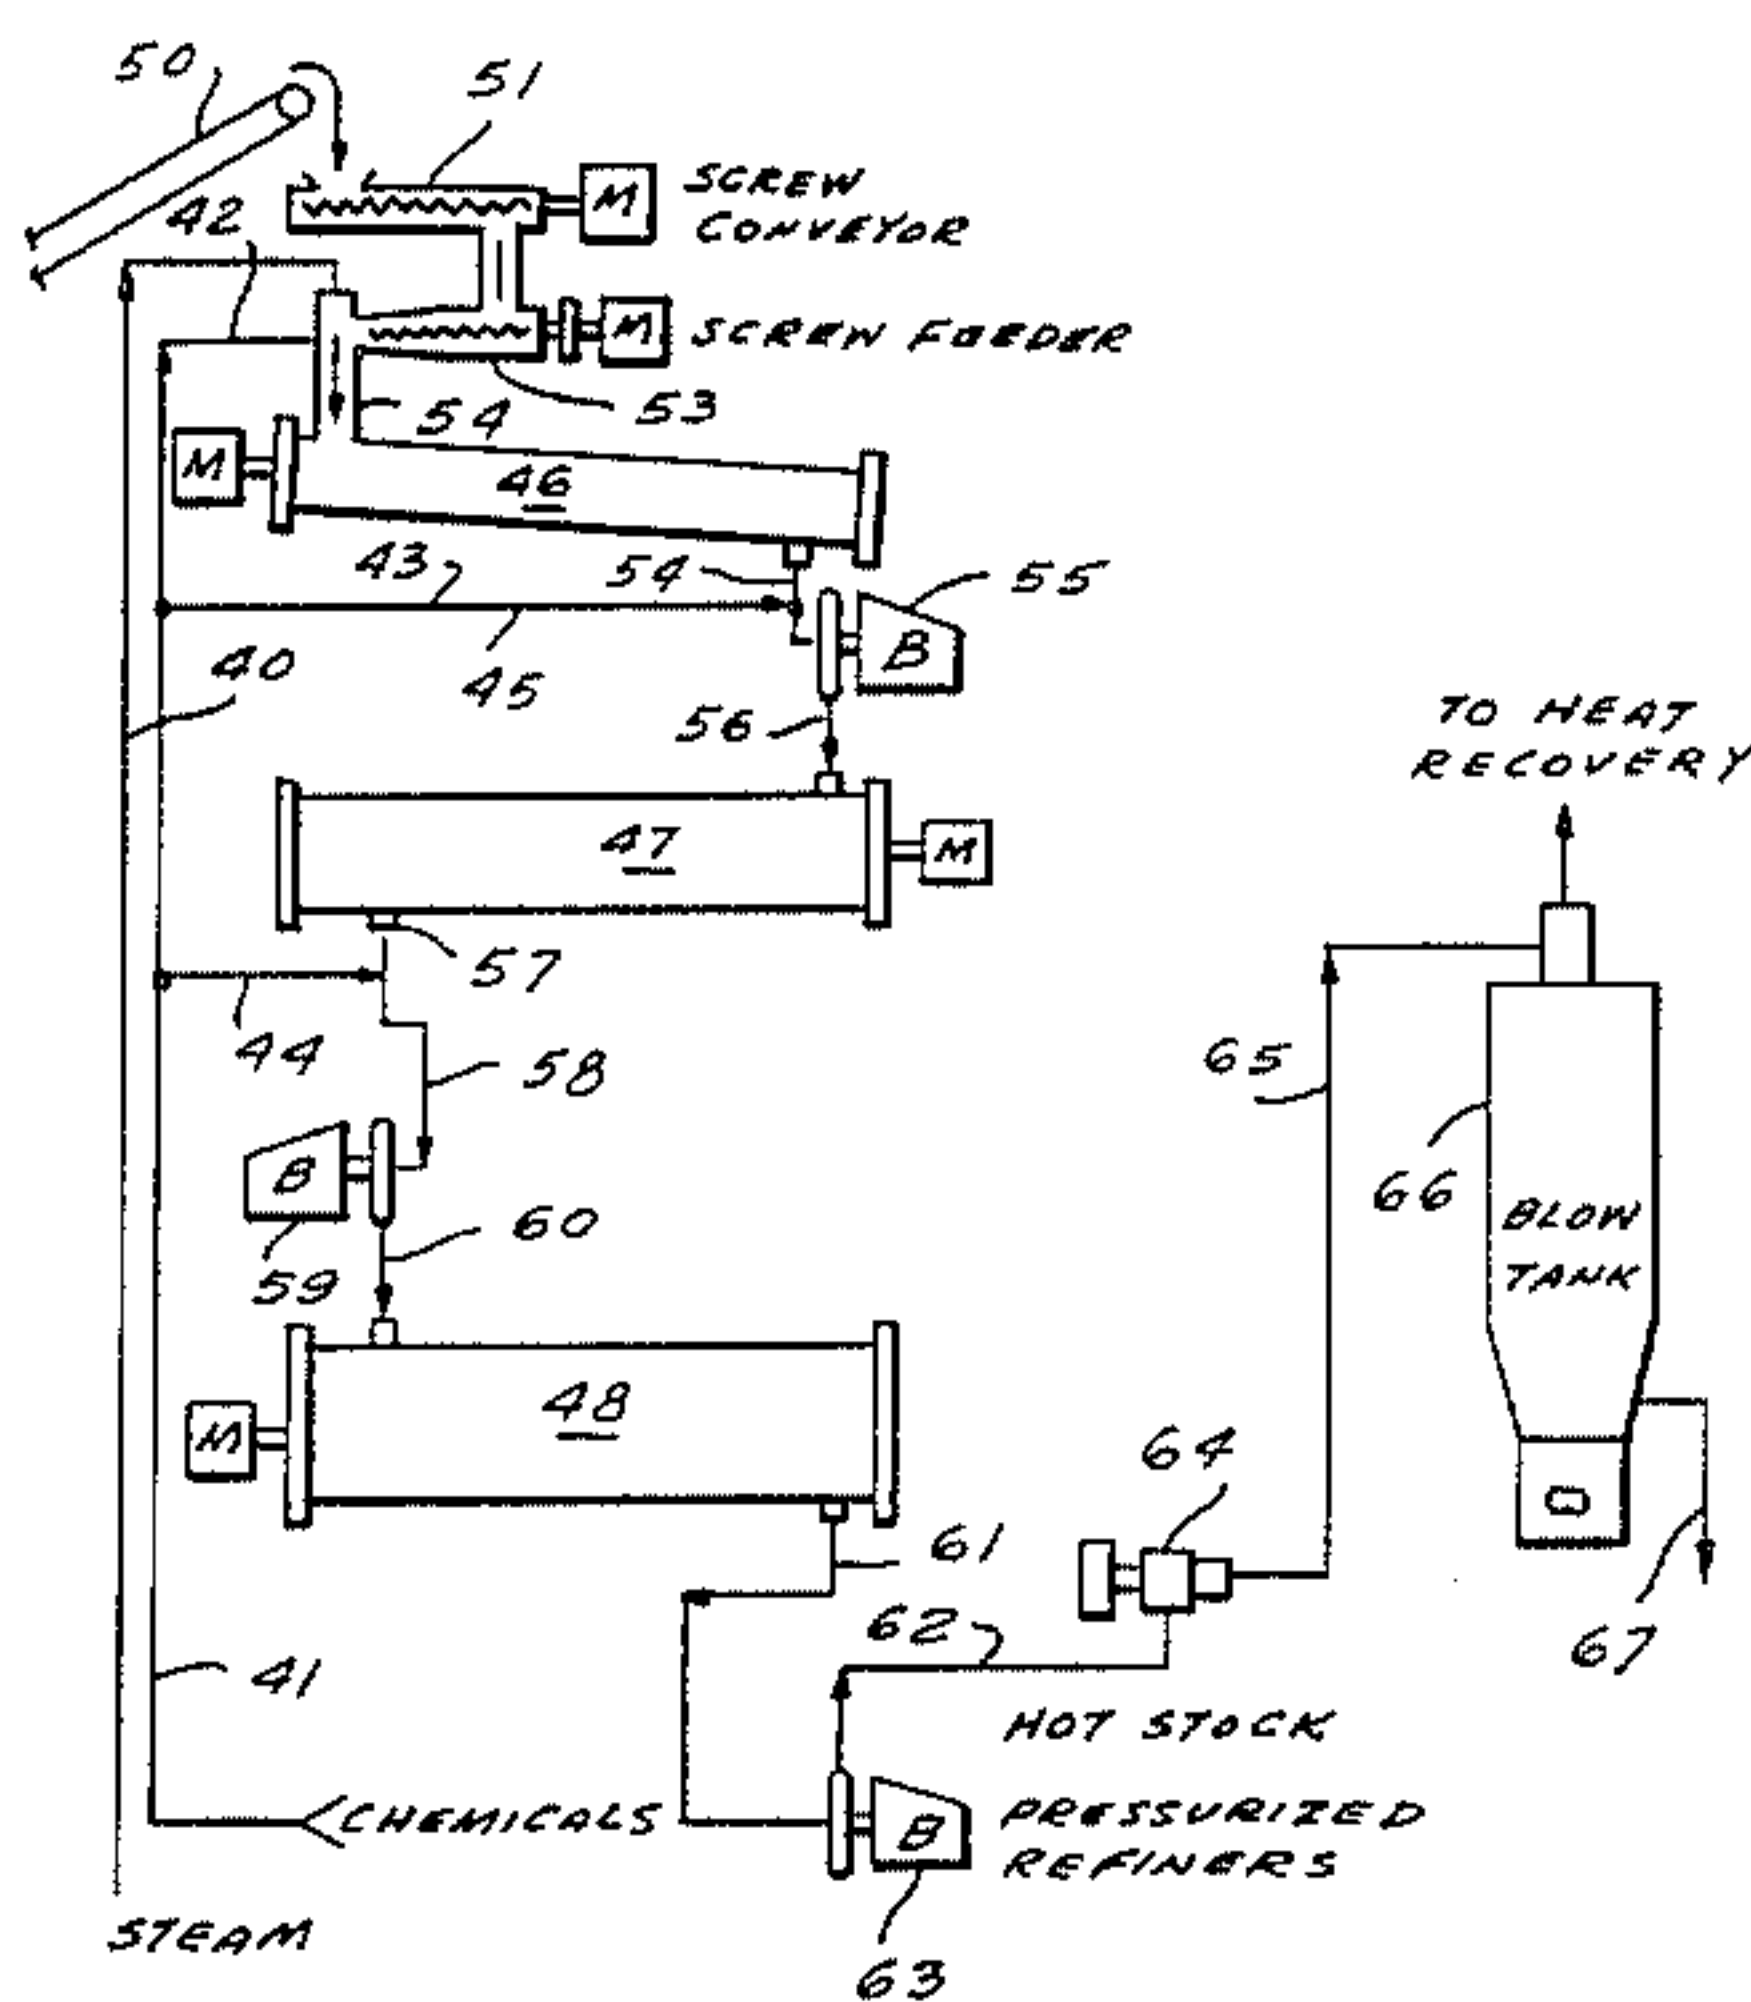 50
51
M
SCREW
CONVEYOR
42
M
SCREW FEEDER
53
54
M
46
43
54
55
B
40
45
56
TO HEAT
RECOVERY
47
M
57
44
58
65
B
66
BLOW
TANK
60
59
48
M
64
61
62
67
41
HOT STOCK
CHEMICALS
B
PRESSURIZED
REFINERS
STEAM
63